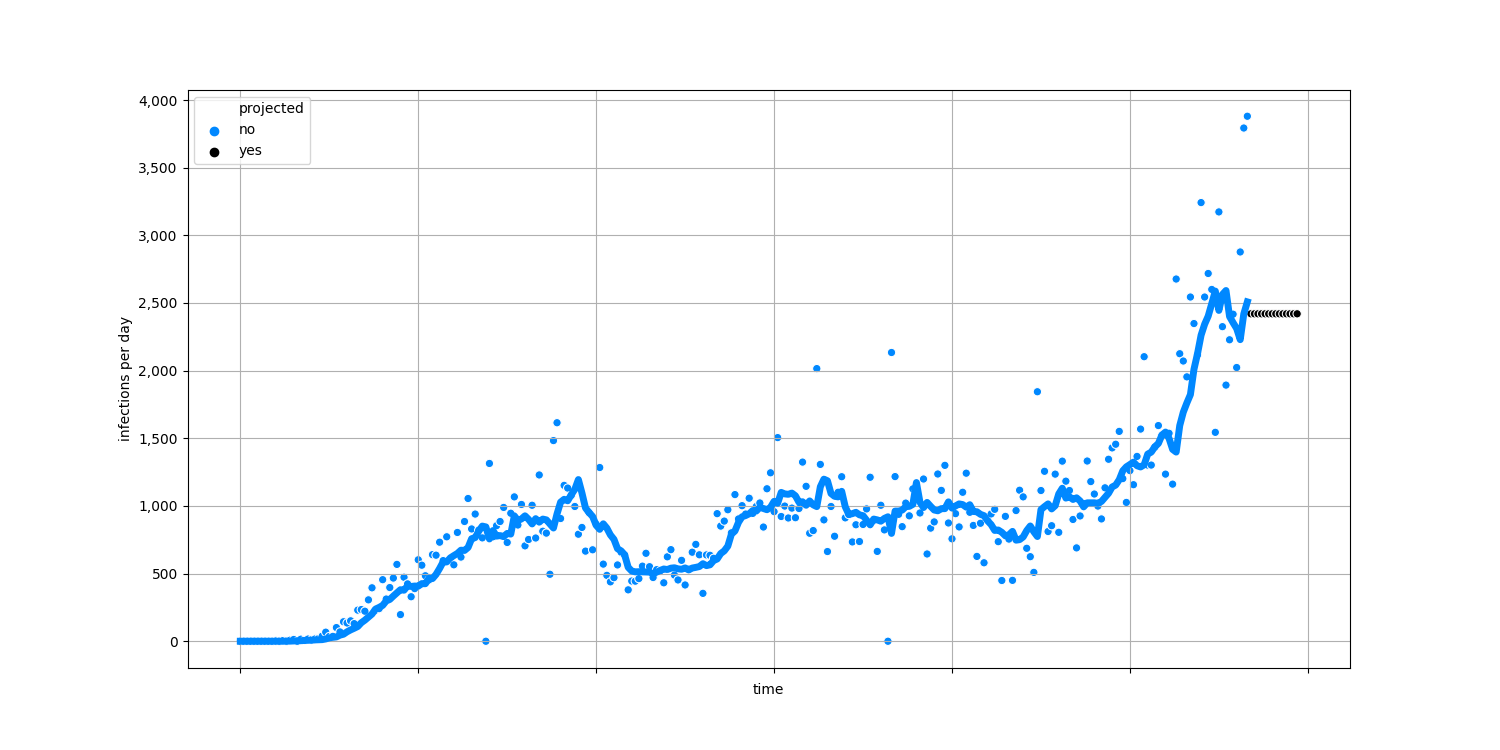 projected
no
yes
4,000
3,500
3,000
2,500
2,000
1,500
1,000
500
0
infections per day
time